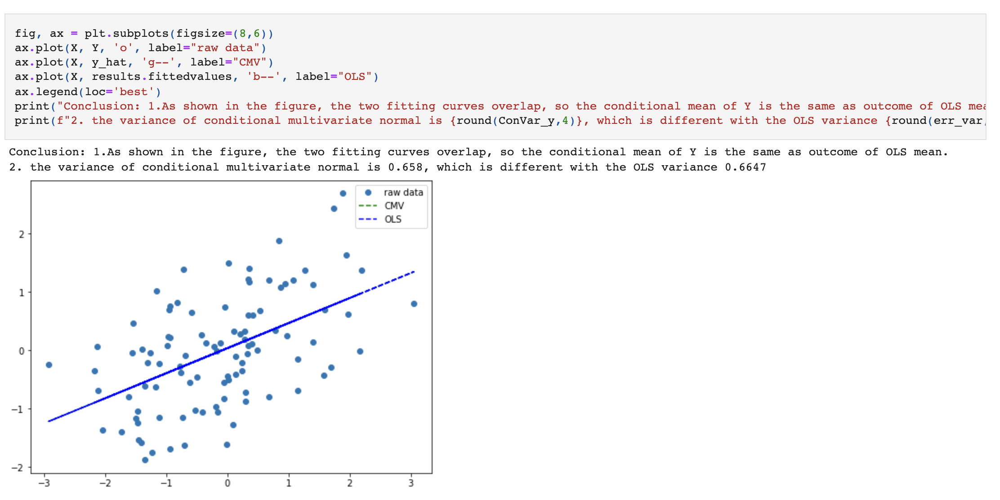 fig, ax = plt.subplots(figsize=(8,6))
ax.plot(X, Y, 'o', label="raw data")
ax.plot(X, y_hat, 'g--', label="CMV")
ax.plot(X, results.fittedvalues, 'b--', label="OLS")
ax.legend(loc='best')
print("Conclusion: 1.As shown in the figure, the two fitting curves overlap, so the conditional mean of Y is the same as outcome of OLS mea
print(f"2. the variance of conditional multivariate normal is {round(ConVar_y,4)}, which is different with the OLS variance {round(err_var,
Conclusion: 1.As shown in the figure, the two fitting curves overlap, so the conditional mean of Y is the same as outcome of OLS mean.
2. the variance of conditional multivariate normal is 0.658, which is different with the OLS variance 0.6647
raw data
CMV
OLS
2
1
0
−1
−2
−3 −2 −1 0 1 2 3